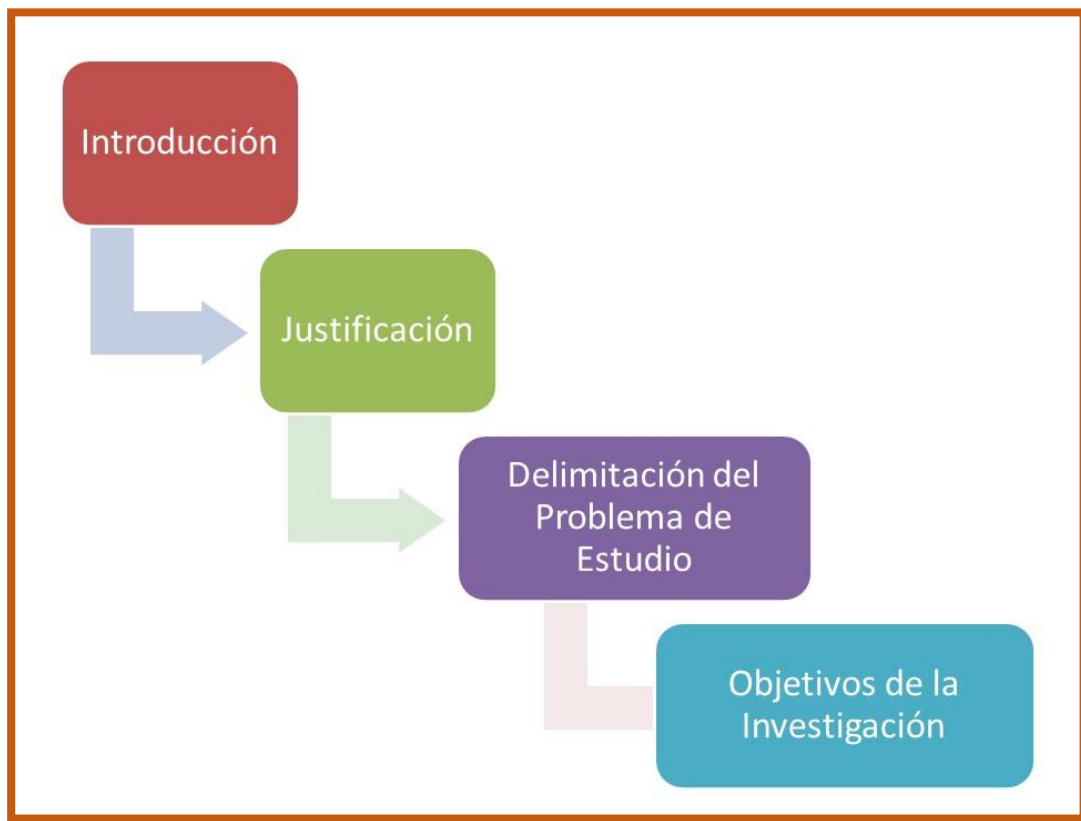 Introducción
Justificación
Delimitación del
Problema de
Estudio
Objetivos de la
Investigación